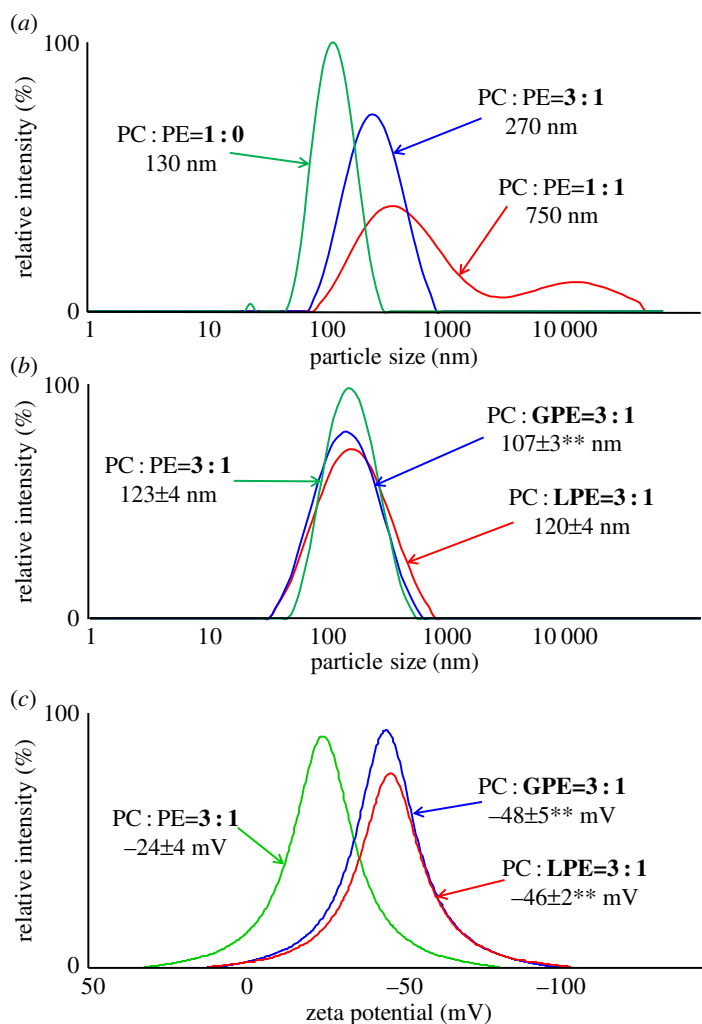 (a)
100
relative intensity (%)
0
PC : PE=1 : 0
130 nm
PC : PE=3 : 1
270 nm
PC : PE=1 : 1
750 nm
1 10 100 1000 10 000
particle size (nm)
(b)
100
relative intensity (%)
0
PC : PE=3 : 1
123±4 nm
PC : GPE=3 : 1
107±3** nm
PC : LPE=3 : 1
120±4 nm
1 10 100 1000 10 000
particle size (nm)
(c)
100
relative intensity (%)
0
PC : PE=3 : 1
–24±4 mV
PC : GPE=3 : 1
–48±5** mV
PC : LPE=3 : 1
–46±2** mV
50 0 –50 –100
zeta potential (mV)